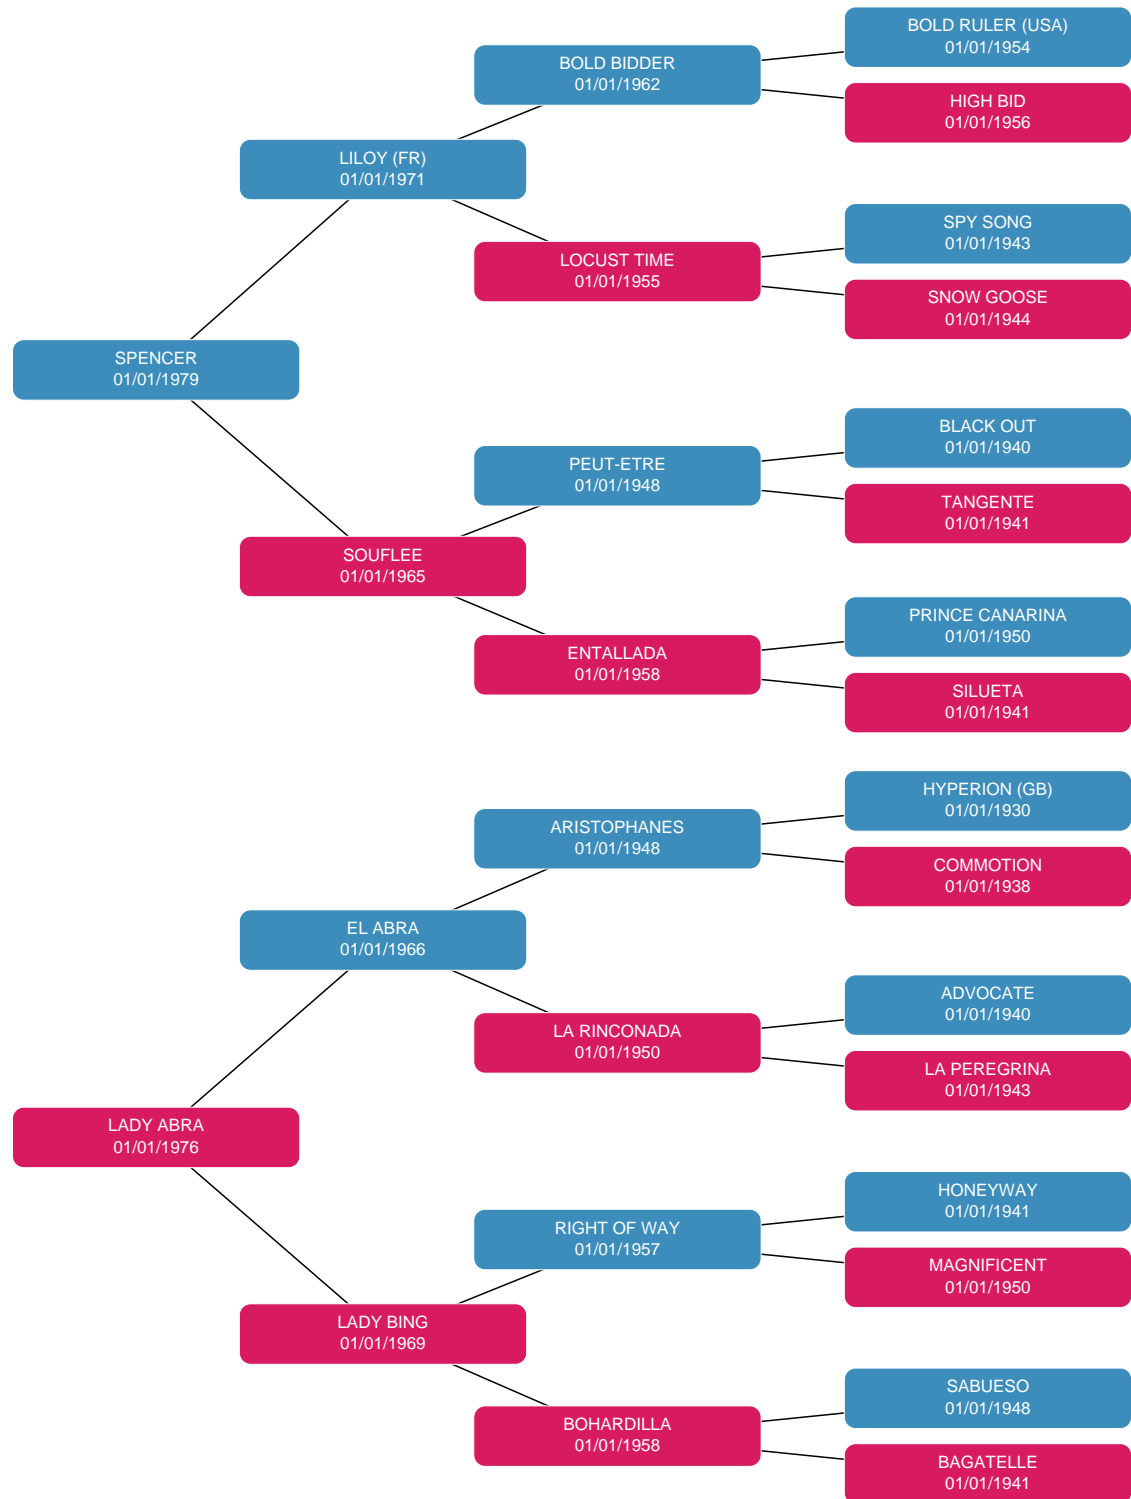 BOLD RULER (USA)
01/01/1954
BOLD BIDDER
01/01/1962
HIGH BID
01/01/1956
LILOY (FR)
01/01/1971
SPY SONG
01/01/1943
LOCUST TIME
01/01/1955
SNOW GOOSE
01/01/1944
SPENCER
01/01/1979
BLACK OUT
01/01/1940
PEUT-ETRE
01/01/1948
TANGENTE
01/01/1941
SOUFLEE
01/01/1965
PRINCE CANARINA
01/01/1950
ENTALLADA
01/01/1958
SILUETA
01/01/1941
HYPERION (GB)
01/01/1930
ARISTOPHANES
01/01/1948
COMMOTION
01/01/1938
EL ABRA
01/01/1966
ADVOCATE
01/01/1940
LA RINCONADA
01/01/1950
LA PEREGRINA
01/01/1943
LADY ABRA
01/01/1976
HONEYWAY
01/01/1941
RIGHT OF WAY
01/01/1957
MAGNIFICENT
01/01/1950
LADY BING
01/01/1969
SABUESO
01/01/1948
BOHARDILLA
01/01/1958
BAGATELLE
01/01/1941